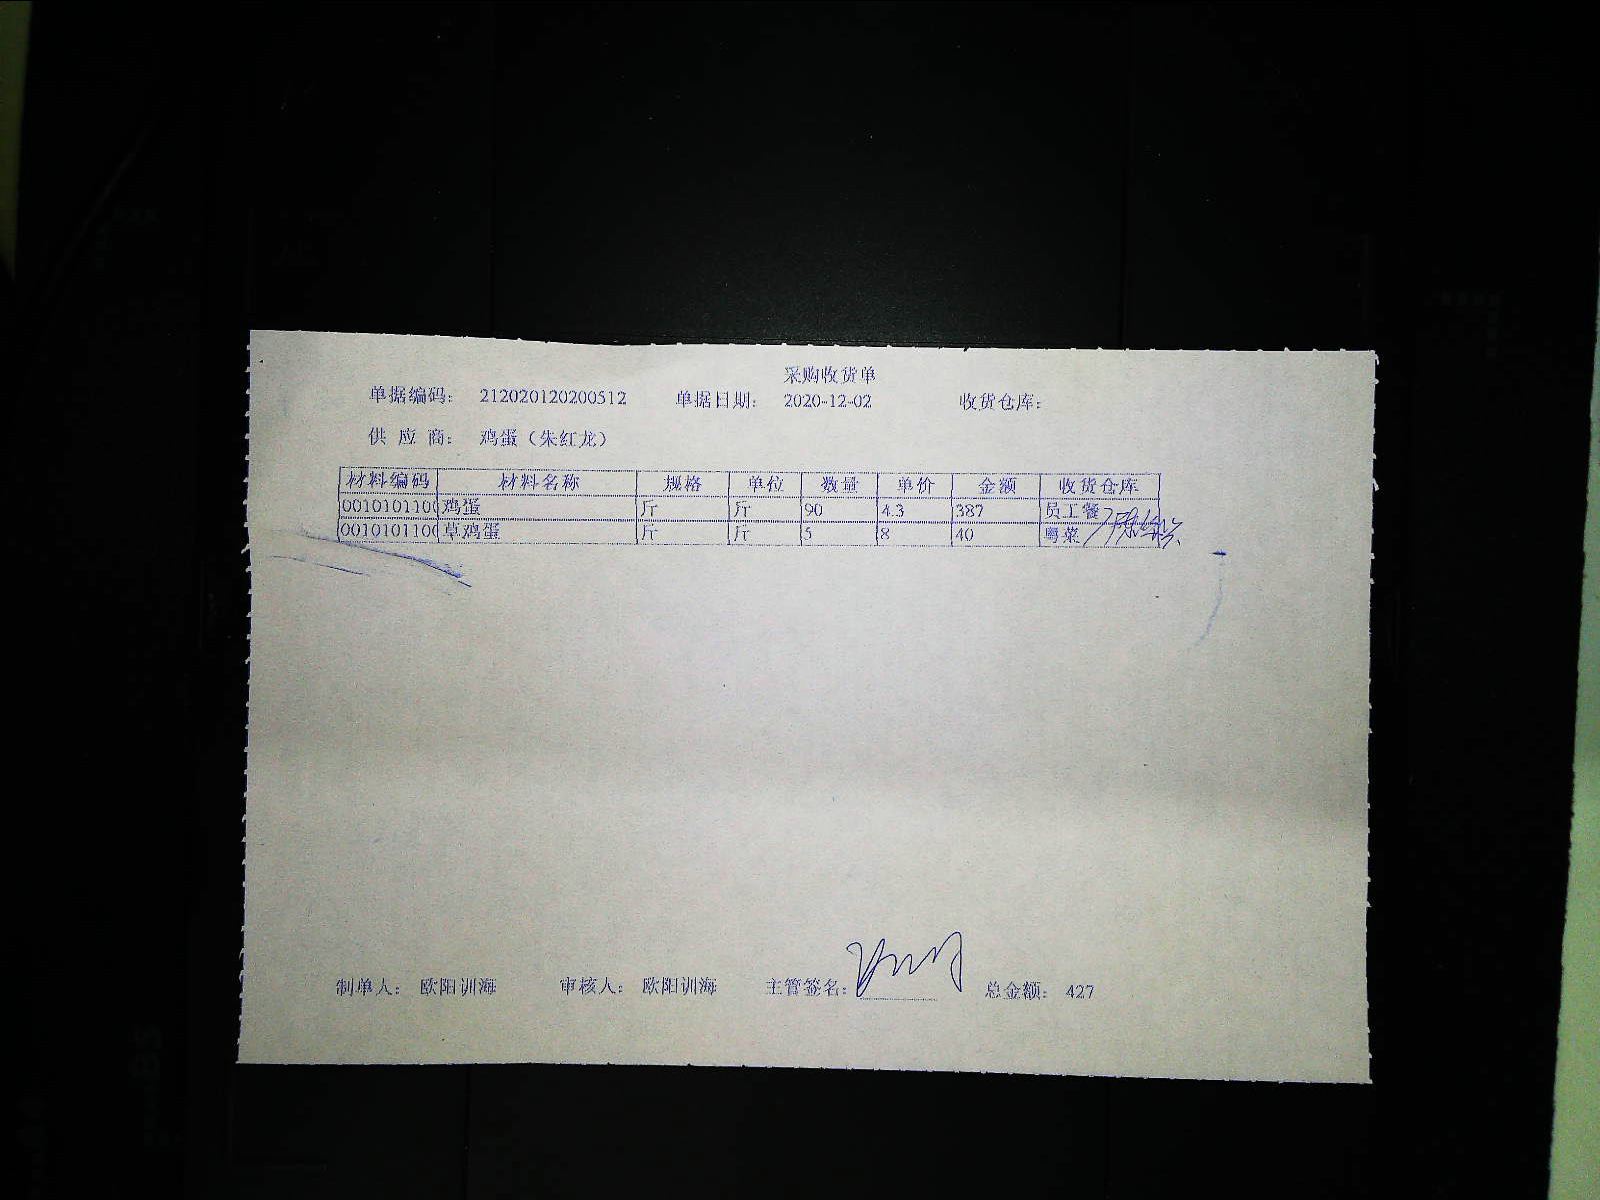 采购收货单
单据编码： 212020120200512 单据日期： 2020-12-02 收货仓库：
供 应 商： 鸡蛋（朱红龙）
材料编码 材料名称 规格 单位 数量 单价 金额 收货仓库
0010101100 鸡蛋 斤 斤 90 4.3 387 员工餐
0010101100 草鸡蛋 斤 斤 5 8 40 粤菜
制单人： 欧阳训海 审核人： 欧阳训海 主管签名： 总金额： 427